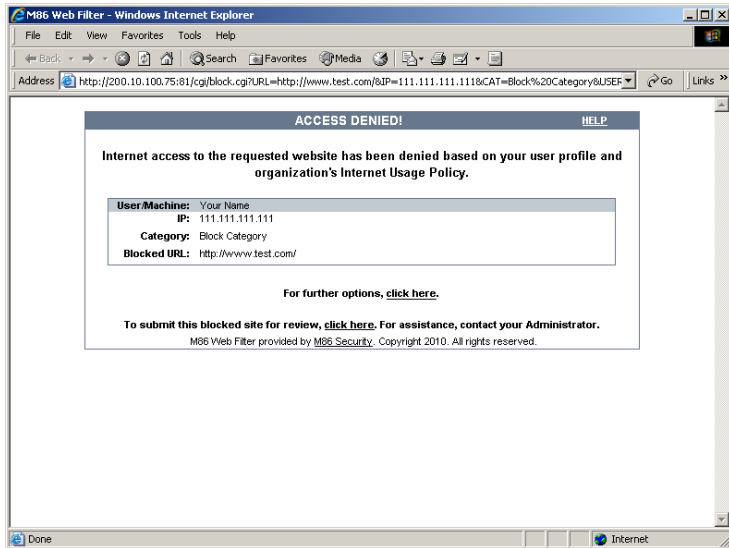 M86 Web Filter - Windows Internet Explorer
File Edit View Favorites Tools Help
Back Search Favorites Media
Address http://200.10.100.75:81/cgi/block.cgi?URL=http://www.test.com/&IP=111.111.111.111&CAT=Block%20Category&USER Go Links »
ACCESS DENIED! HELP
Internet access to the requested website has been denied based on your user profile and
organization's Internet Usage Policy.
User/Machine: Your Name
IP: 111.111.111.111
Category: Block Category
Blocked URL: http://www.test.com/
For further options, click here.
To submit this blocked site for review, click here. For assistance, contact your Administrator.
M86 Web Filter provided by M86 Security. Copyright 2010. All rights reserved.
Done Internet